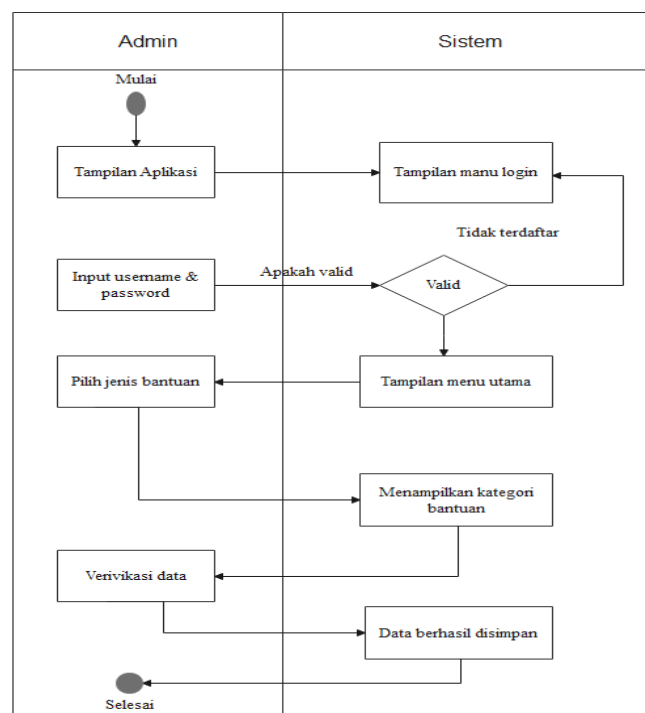 Admin
Sistem
Mulai
Tampilan Aplikasi
Tampilan manu login
Tidak terdaftar
Input username &
password
Apakah valid
Valid
Pilih jenis bantuan
Tampilan menu utama
Menampilkan kategori
bantuan
Verivikasi data
Data berhasil disimpan
Selesai